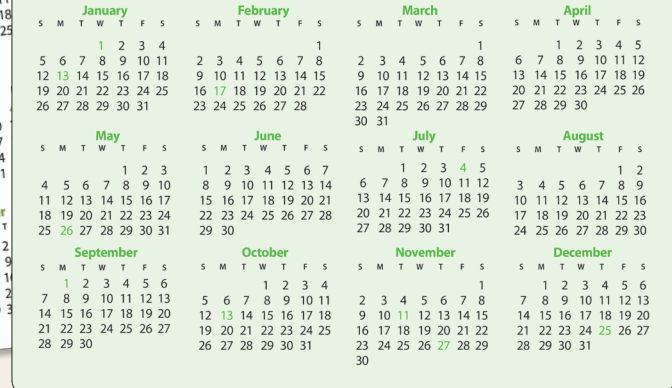 18
25
7
4
1
r
T
2
9
2
3
January
S M T W T F S
1 2 3 4
5 6 7 8 9 10 11
12 13 14 15 16 17 18
19 20 21 22 23 24 25
26 27 28 29 30 31
February
S M T W T F S
1
2 3 4 5 6 7 8
9 10 11 12 13 14 15
16 17 18 19 20 21 22
23 24 25 26 27 28
March
S M T W T F S
1
2 3 4 5 6 7 8
9 10 11 12 13 14 15
16 17 18 19 20 21 22
23 24 25 26 27 28 29
30 31
April
S M T W T F S
1 2 3 4 5
6 7 8 9 10 11 12
13 14 15 16 17 18 19
20 21 22 23 24 25 26
27 28 29 30
May
S M T W T F S
1 2 3
4 5 6 7 8 9 10
11 12 13 14 15 16 17
18 19 20 21 22 23 24
25 26 27 28 29 30 31
June
S M T W T F S
1 2 3 4 5 6 7
8 9 10 11 12 13 14
15 16 17 18 19 20 21
22 23 24 25 26 27 28
29 30
July
S M T W T F S
1 2 3 4 5
6 7 8 9 10 11 12
13 14 15 16 17 18 19
20 21 22 23 24 25 26
27 28 29 30 31
August
S M T W T F S
1 2
3 4 5 6 7 8 9
10 11 12 13 14 15 16
17 18 19 20 21 22 23
24 25 26 27 28 29 30
September
S M T W T F S
1 2 3 4 5 6
7 8 9 10 11 12 13
14 15 16 17 18 19 20
21 22 23 24 25 26 27
28 29 30
October
S M T W T F S
1 2 3 4
5 6 7 8 9 10 11
12 13 14 15 16 17 18
19 20 21 22 23 24 25
26 27 28 29 30 31
November
S M T W T F S
1
2 3 4 5 6 7 8
9 10 11 12 13 14 15
16 17 18 19 20 21 22
23 24 25 26 27 28 29
30
December
S M T W T F S
1 2 3 4 5 6
7 8 9 10 11 12 13
14 15 16 17 18 19 20
21 22 23 24 25 26 27
28 29 30 31